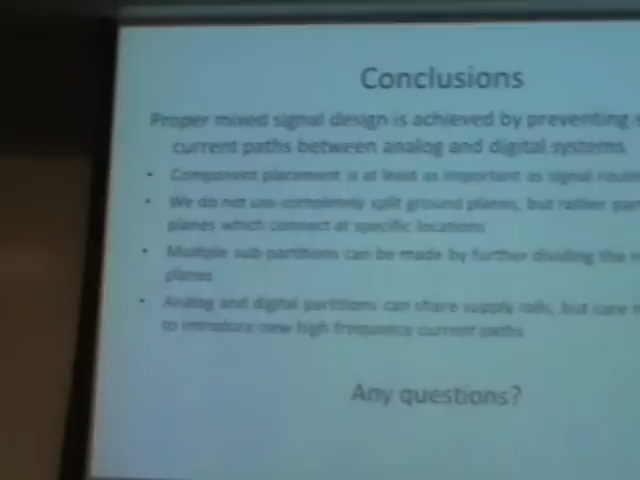 Conclusions
Proper mixed signal design is achieved by preventing
current paths between analog and digital systems
• Component placement is at least as important as signal
• We do not use completely split ground planes, but rather
planes which connect at specific locations
• Multiple sub partitions can be made by further dividing the
planes
• Analog and digital partitions can share supply rails, but care
to introduce new high frequency current paths
Any questions?